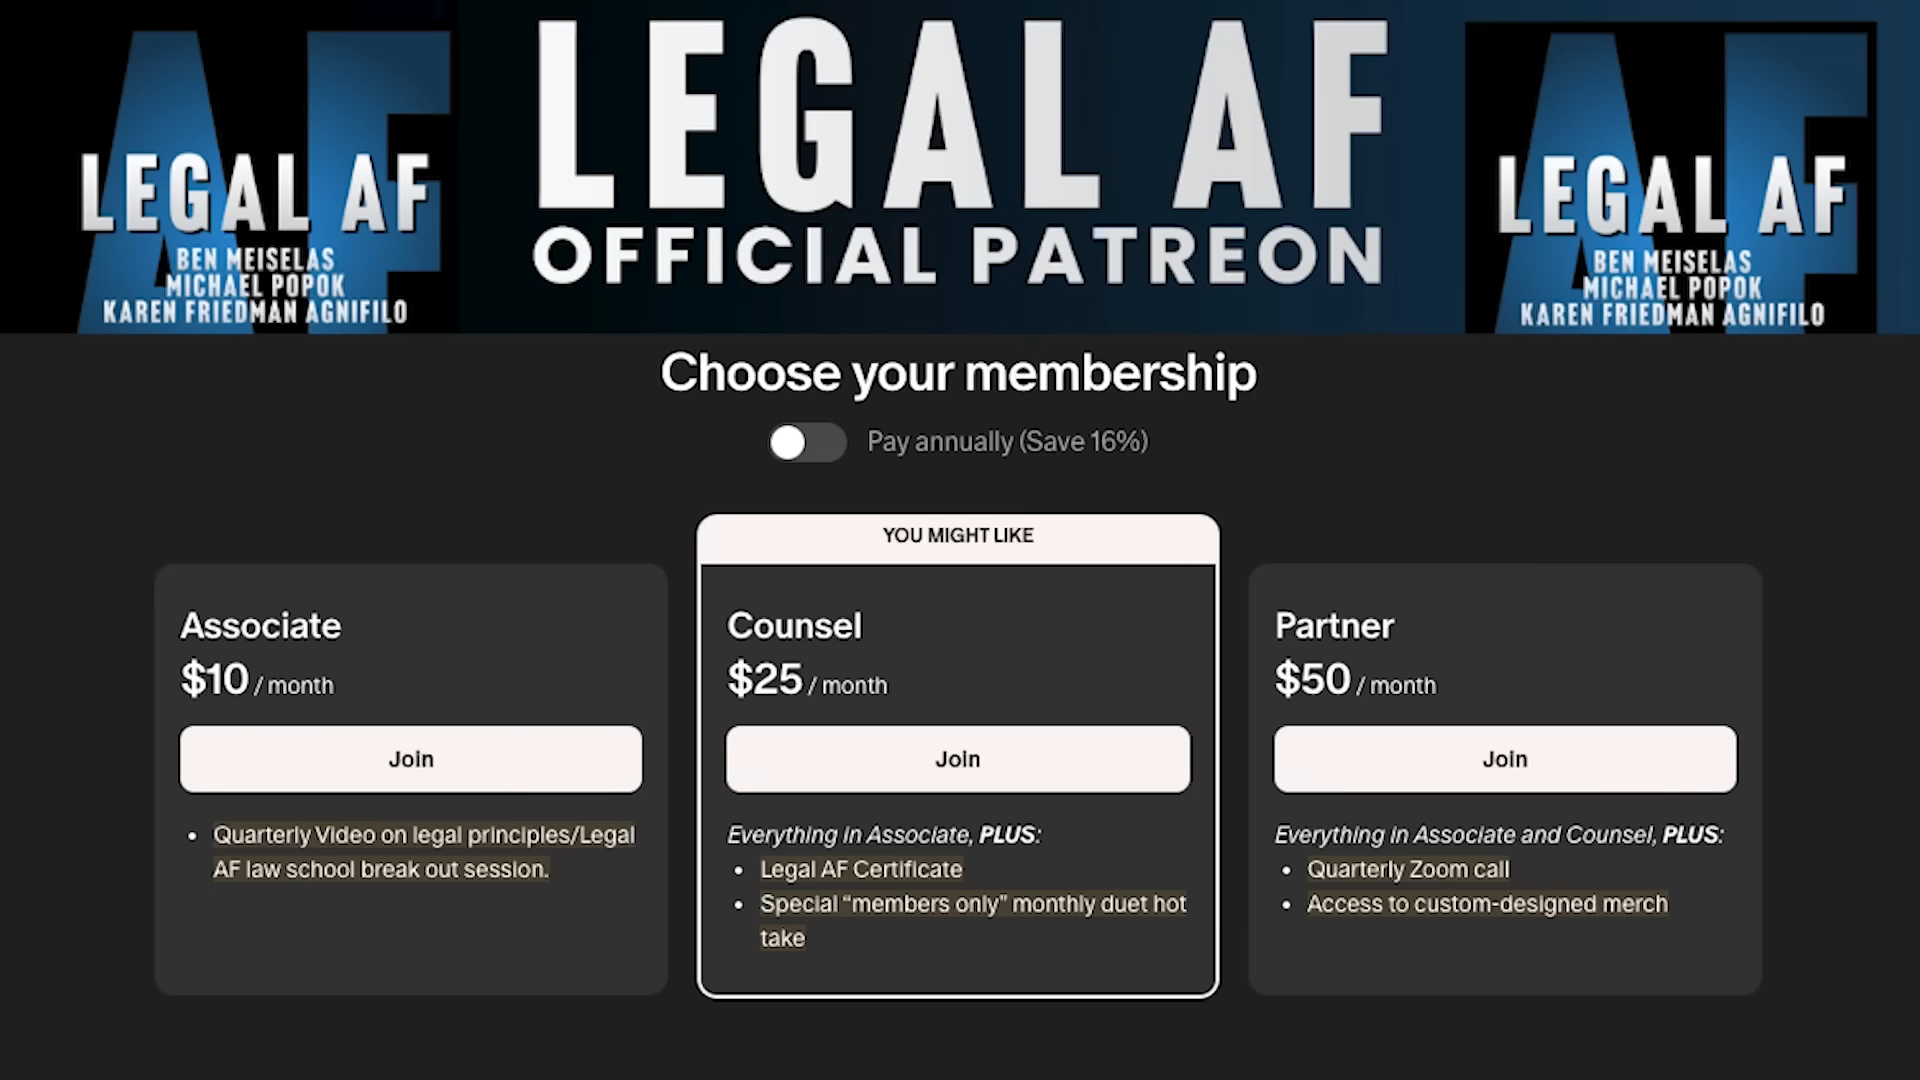 LEGAL AF
BEN MEISELAS
MICHAEL POPOK
KAREN FRIEDMAN AGNIFILO
LEGAL AF
OFFICIAL PATREON
LEGAL AF
BEN MEISELAS
MICHAEL POPOK
KAREN FRIEDMAN AGNIFILO
Choose your membership
Pay annually (Save 16%)
Associate
$10 / month
Join
• Quarterly Video on legal principles/Legal
AF law school break out session.
YOU MIGHT LIKE
Counsel
$25 / month
Join
Everything in Associate, PLUS:
• Legal AF Certificate
• Special “members only” monthly duet hot
take
Partner
$50 / month
Join
Everything in Associate and Counsel, PLUS:
• Quarterly Zoom call
• Access to custom-designed merch